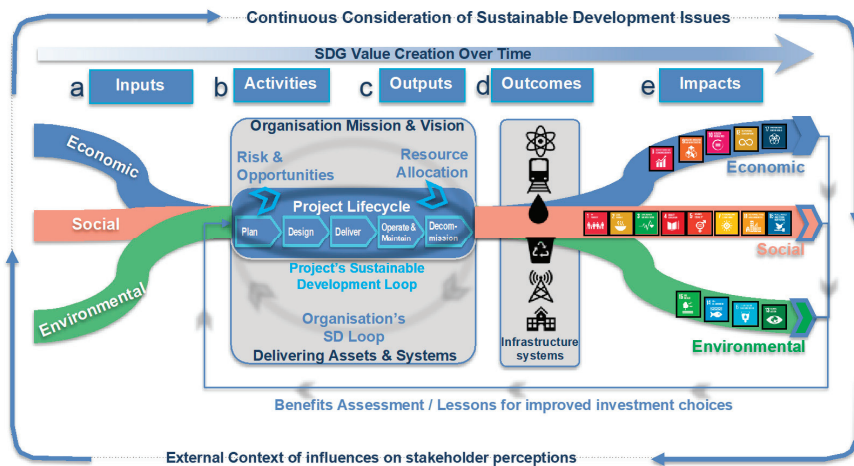 Continuous Consideration of Sustainable Development Issues
SDG Value Creation Over Time
a Inputs
b Activities
c Outputs
d Outcomes
e Impacts
Organisation Mission & Vision
Risk &
Opportunities
Resource
Allocation
Project Lifecycle
Plan
Design
Deliver
Operate &
Maintain
Decom-
mission
Project's Sustainable
Development Loop
Organisation's
SD Loop
Delivering Assets & Systems
Economic
Social
Environmental
Infrastructure
systems
Economic
Social
Environmental
Benefits Assessment / Lessons for improved investment choices
External Context of influences on stakeholder perceptions